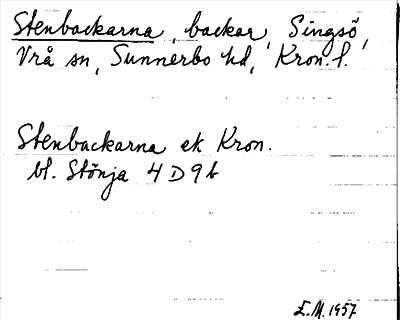 Stenbackarna, backar, Singsö,
Vrå sn, Sunnerbo hd, Kron. l.
Stenbackarna ek Kron.
bl. Stönja 4 D 9 b
E.M. 1957